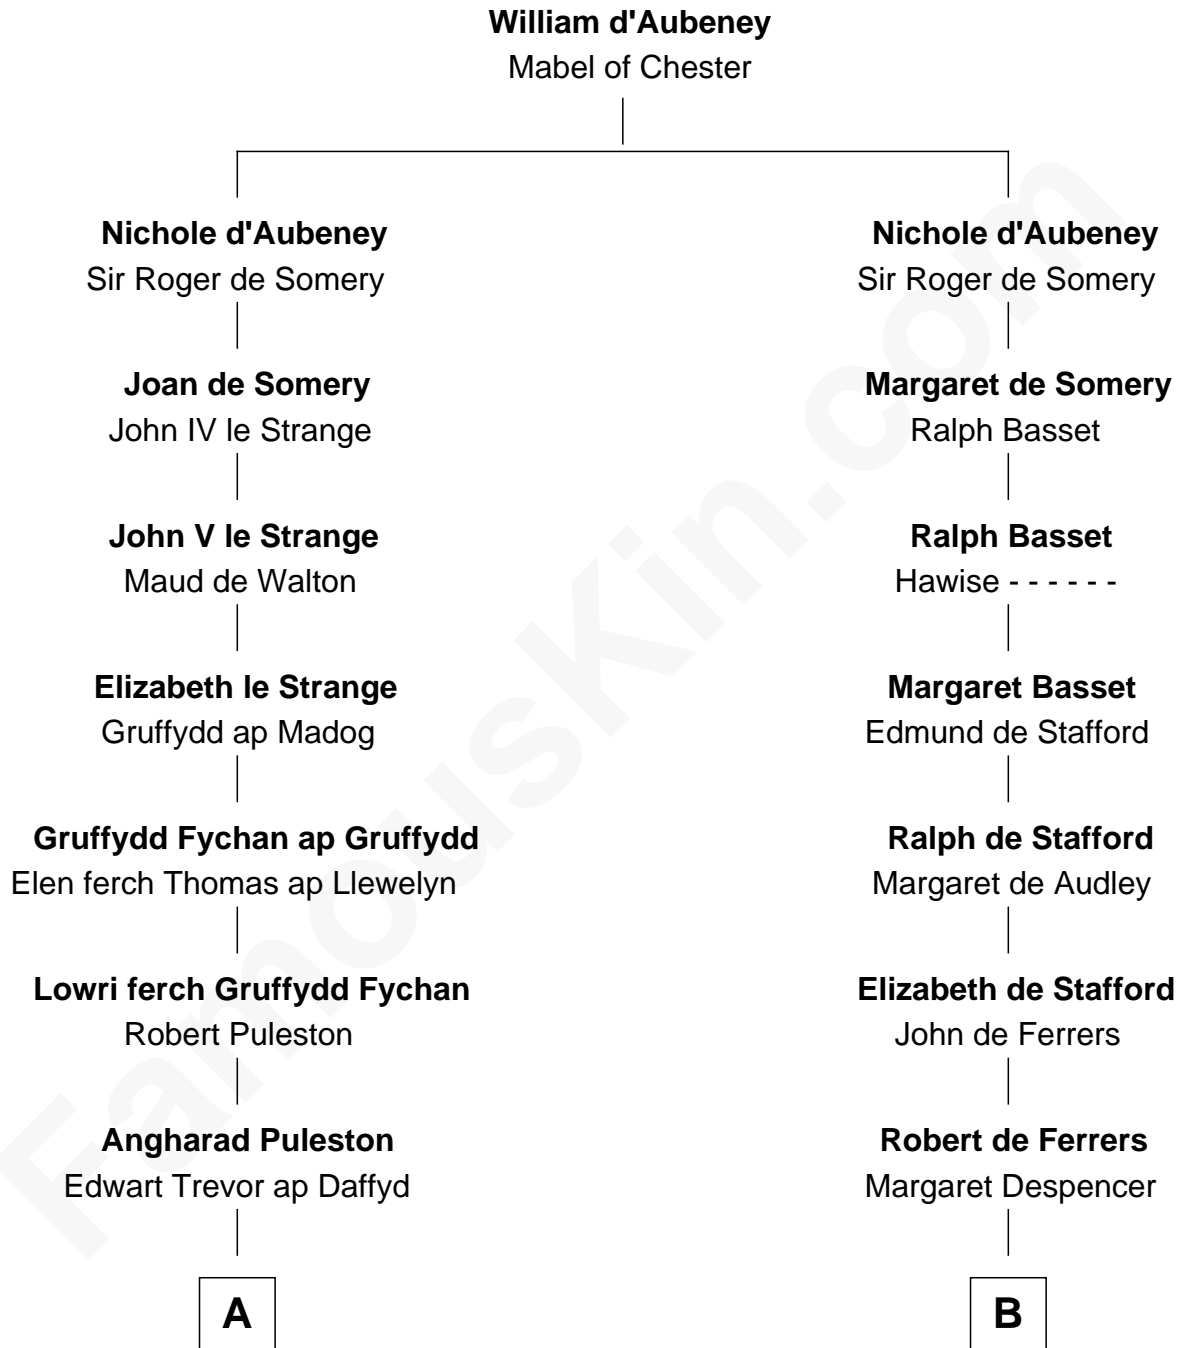 William d'Aubeney
Mabel of Chester
Nichole d'Aubeney
Sir Roger de Somery
Joan de Somery
John IV le Strange
John V le Strange
Maud de Walton
Elizabeth le Strange
Gruffydd ap Madog
Gruffydd Fychan ap Gruffydd
Elen ferch Thomas ap Llewelyn
Lowri ferch Gruffydd Fychan
Robert Puleston
Angharad Puleston
Edwart Trevor ap Daffyd
A
Nichole d'Aubeney
Sir Roger de Somery
Margaret de Somery
Ralph Basset
Ralph Basset
Hawise - - - - - -
Margaret Basset
Edmund de Stafford
Ralph de Stafford
Margaret de Audley
Elizabeth de Stafford
John de Ferrers
Robert de Ferrers
Margaret Despencer
B
FamousKin.com